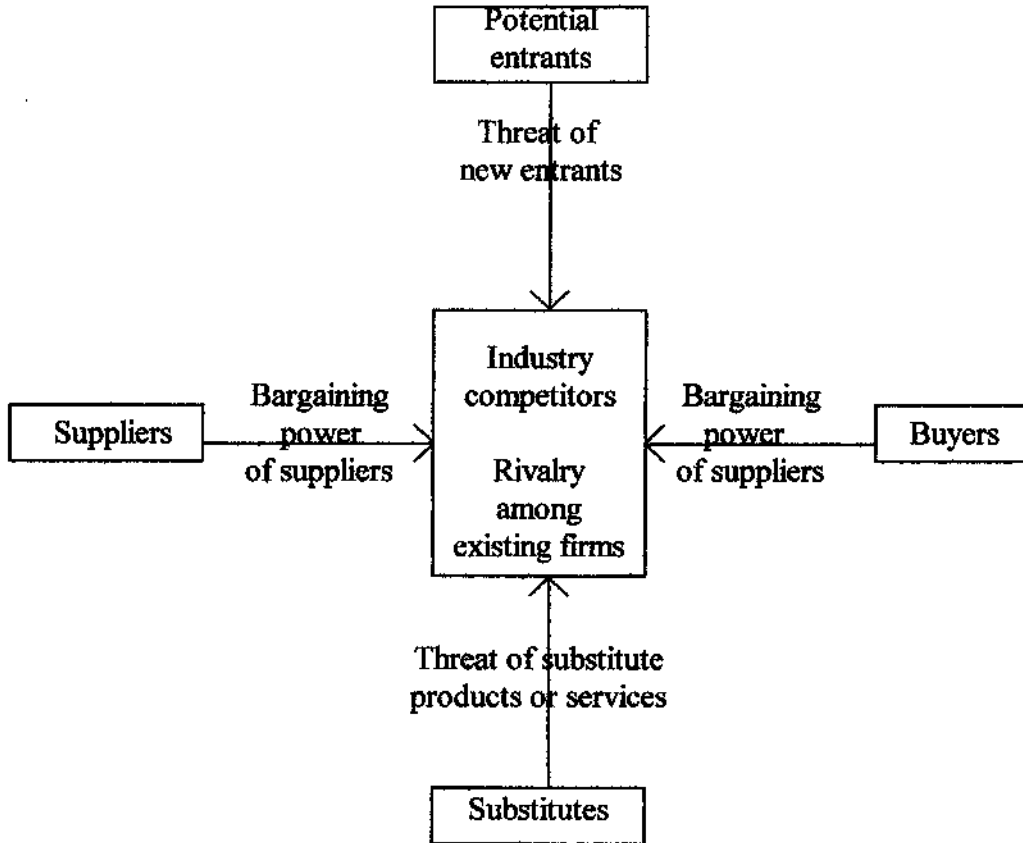 Potential
entrants
Threat of
new entrants
Suppliers
Bargaining
power
of suppliers
Industry
competitors
Rivalry
among
existing firms
Bargaining
power
of suppliers
Buyers
Threat of substitute
products or services
Substitutes